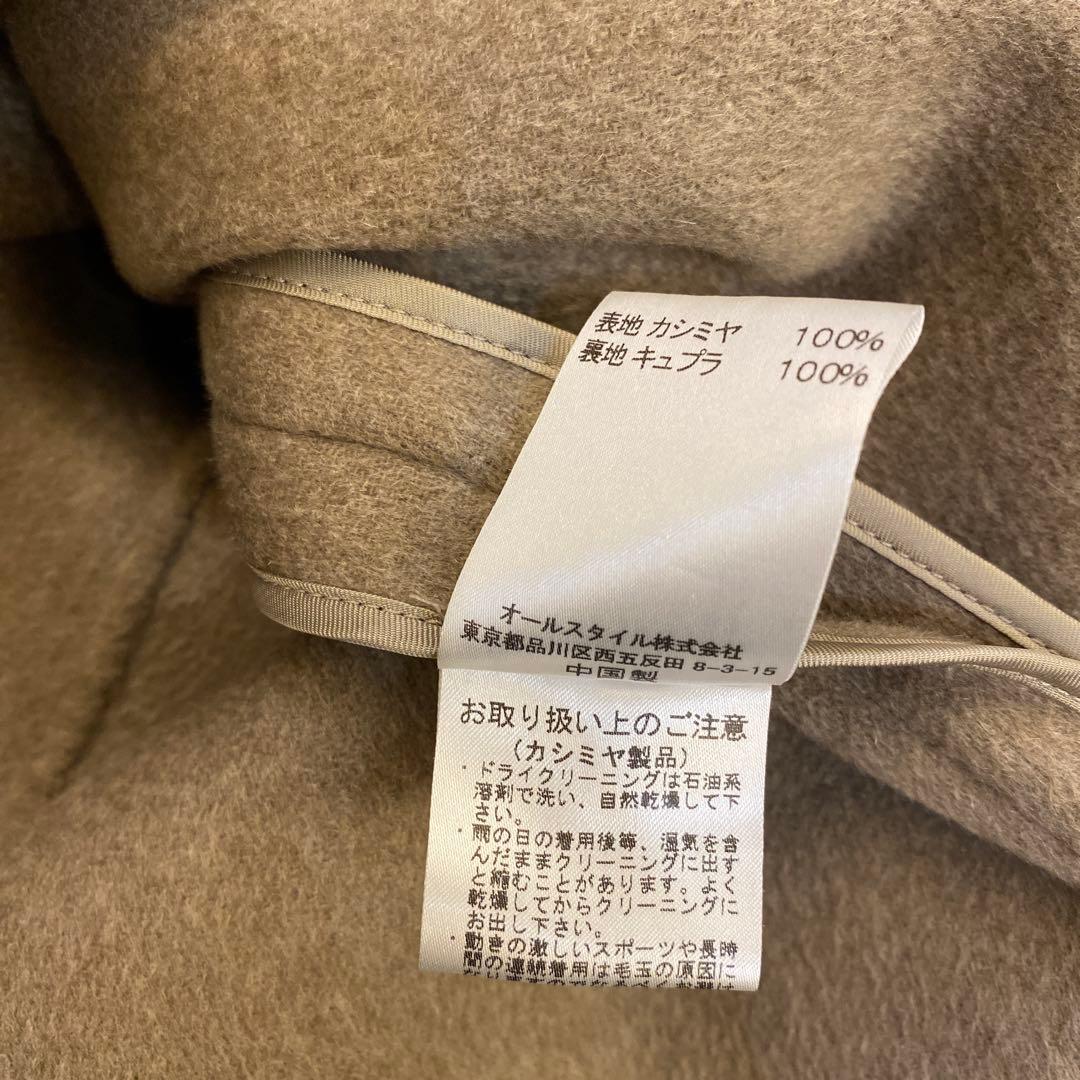 表地 カシミヤ 100%
裏地 キュプラ 100%
オールスタイル株式会社
東京都品川区西五反田 8-3-15
中国製
お取り扱い上のご注意
(カシミヤ製品)
・ドライクリーニングは石油系
溶剤で洗い、自然乾燥して下
さい。
・雨の日の着用後等、湿気を含
んだままクリーニングに出す
と縮むことがあります。よく
乾燥してからクリーニングに
お出し下さい。
・動きの激しいスポーツや長時
間の連続着用は毛玉の原因に